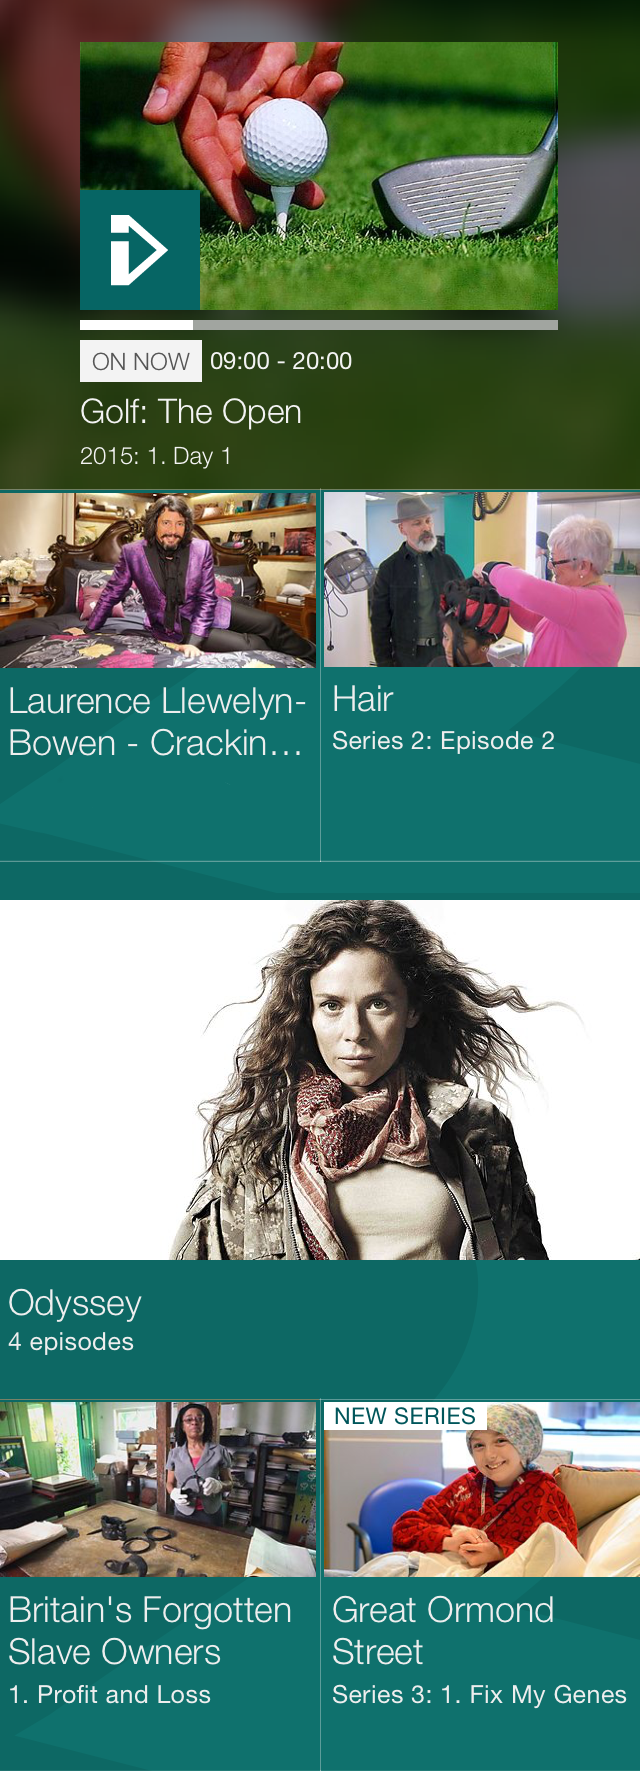 ON NOW 09:00 - 20:00
Golf: The Open
2015: 1. Day 1
Laurence Llewelyn-
Bowen - Crackin…
Hair
Series 2: Episode 2
Odyssey
4 episodes
Britain's Forgotten
Slave Owners
1. Profit and Loss
NEW SERIES
Great Ormond
Street
Series 3: 1. Fix My Genes